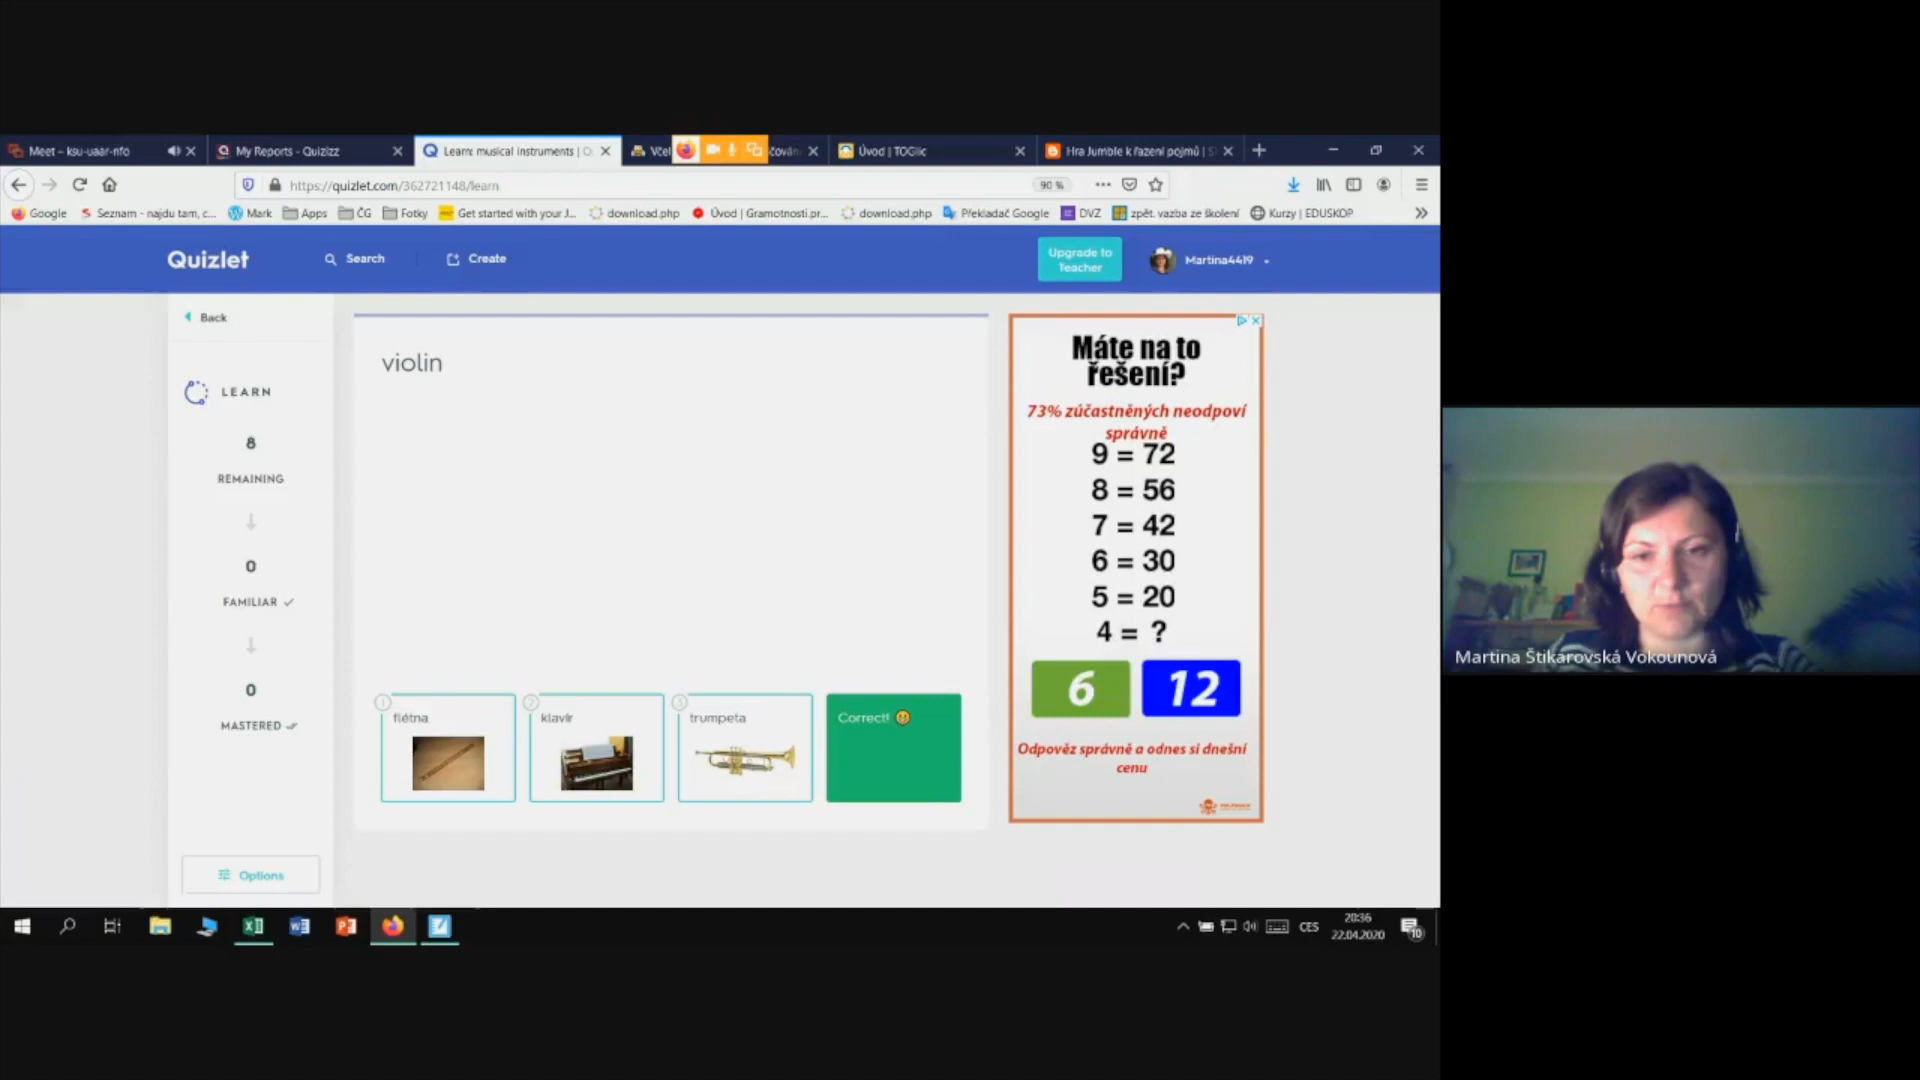 Meet – ksu-uaar-nfo
My Reports - Quizizz
Learn: musical instruments |
Úvod | TOGlic
Hra Jumble k řazení pojmů |
https://quizlet.com/362721148/learn
90 %
Google
Seznam - najdu tam, c...
Mark
Apps
ČG
Fotky
Get started with your J...
download.php
Úvod | Gramotnosti.pr...
download.php
Překladač Google
DVZ
zpět. vazba ze školení
Kurzy | EDUSKOP
Quizlet
Search
Create
Upgrade to
Teacher
Martina4419
Back
LEARN
8
REMAINING
0
FAMILIAR
0
MASTERED
Options
violin
1
flétna
2
klavír
3
trumpeta
Correct!
Máte na to
řešení?
73% zúčastněných neodpoví
správně
9 = 72
8 = 56
7 = 42
6 = 30
5 = 20
4 = ?
6
12
Odpověz správně a odnes si dnešní
cenu
Martina Štikarovská Vokounová
CES
20:36
22.04.2020
10